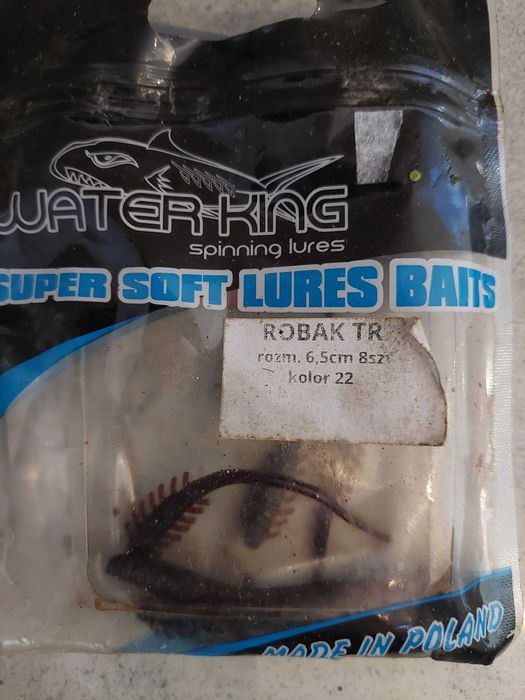 WATER KING
spinning lures
SUPER SOFT LURES BAITS
ROBAK TR
rozm. 6,5cm 8szt
kolor 22
MADE IN POLAND